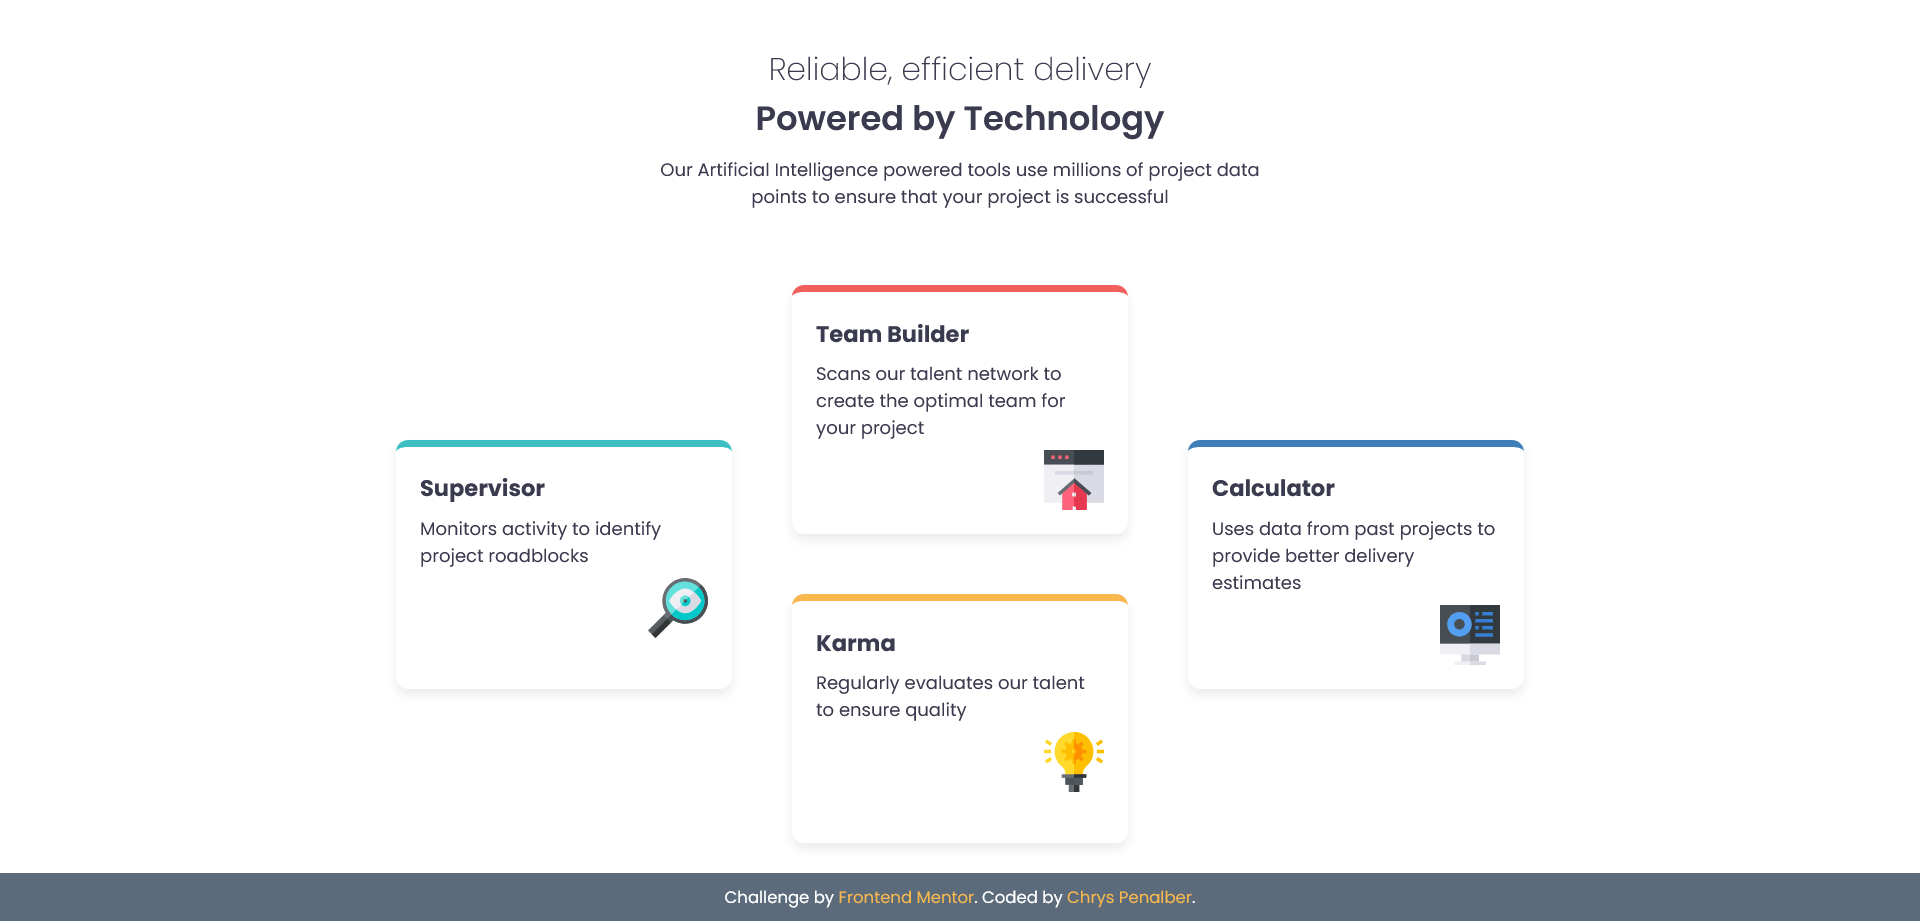 Reliable, efficient delivery
Powered by Technology
Our Artificial Intelligence powered tools use millions of project data
points to ensure that your project is successful
Supervisor
Monitors activity to identify
project roadblocks
Team Builder
Scans our talent network to
create the optimal team for
your project
Karma
Regularly evaluates our talent
to ensure quality
Calculator
Uses data from past projects to
provide better delivery
estimates
Challenge by Frontend Mentor. Coded by Chrys Penalber.